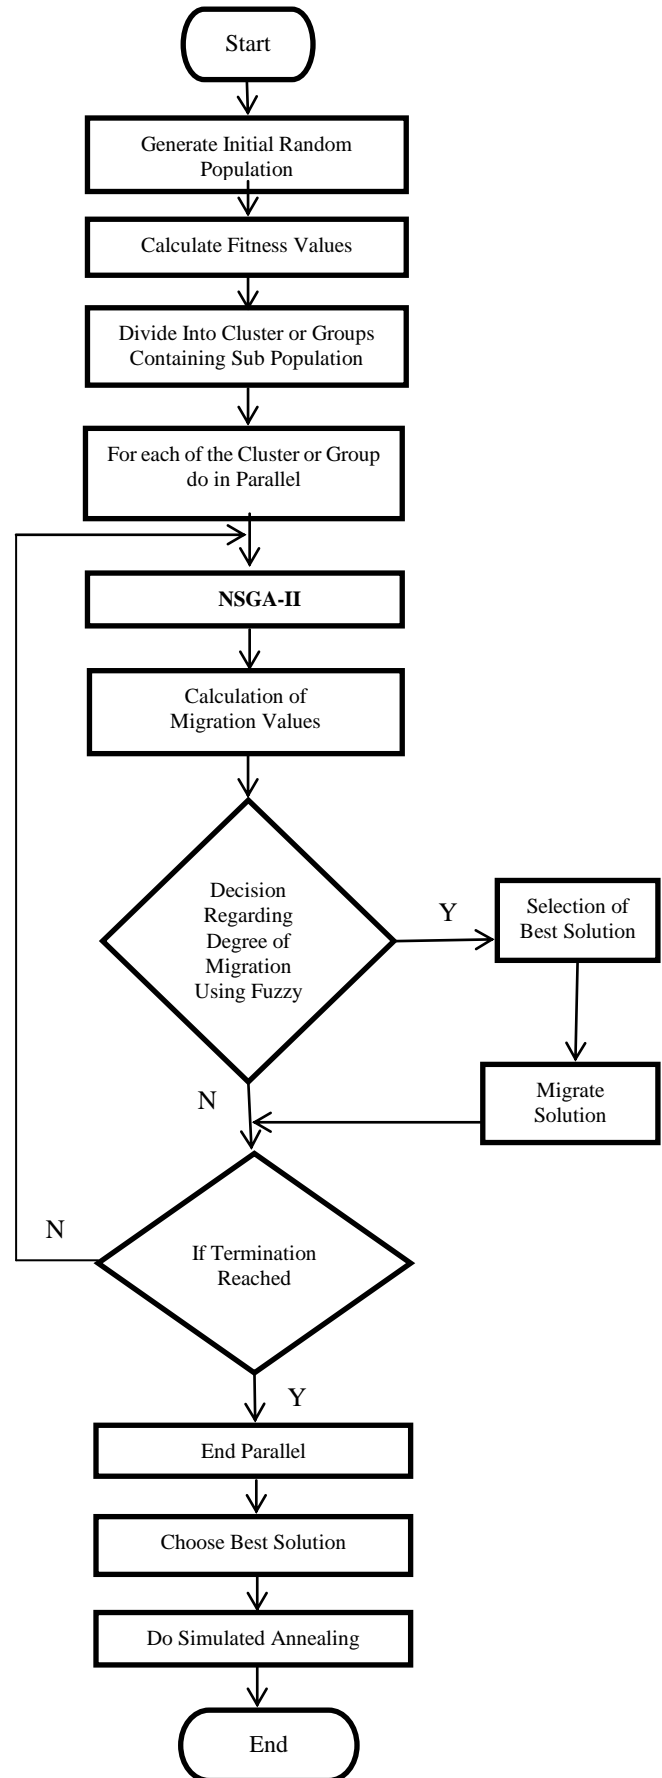 Start
Generate Initial Random
Population
Calculate Fitness Values
Divide Into Cluster or Groups
Containing Sub Population
For each of the Cluster or Group
do in Parallel
NSGA-II
Calculation of
Migration Values
Decision
Regarding
Degree of
Migration
Using Fuzzy
Y
Selection of
Best Solution
Migrate
Solution
N
If Termination
Reached
N
Y
End Parallel
Choose Best Solution
Do Simulated Annealing
End